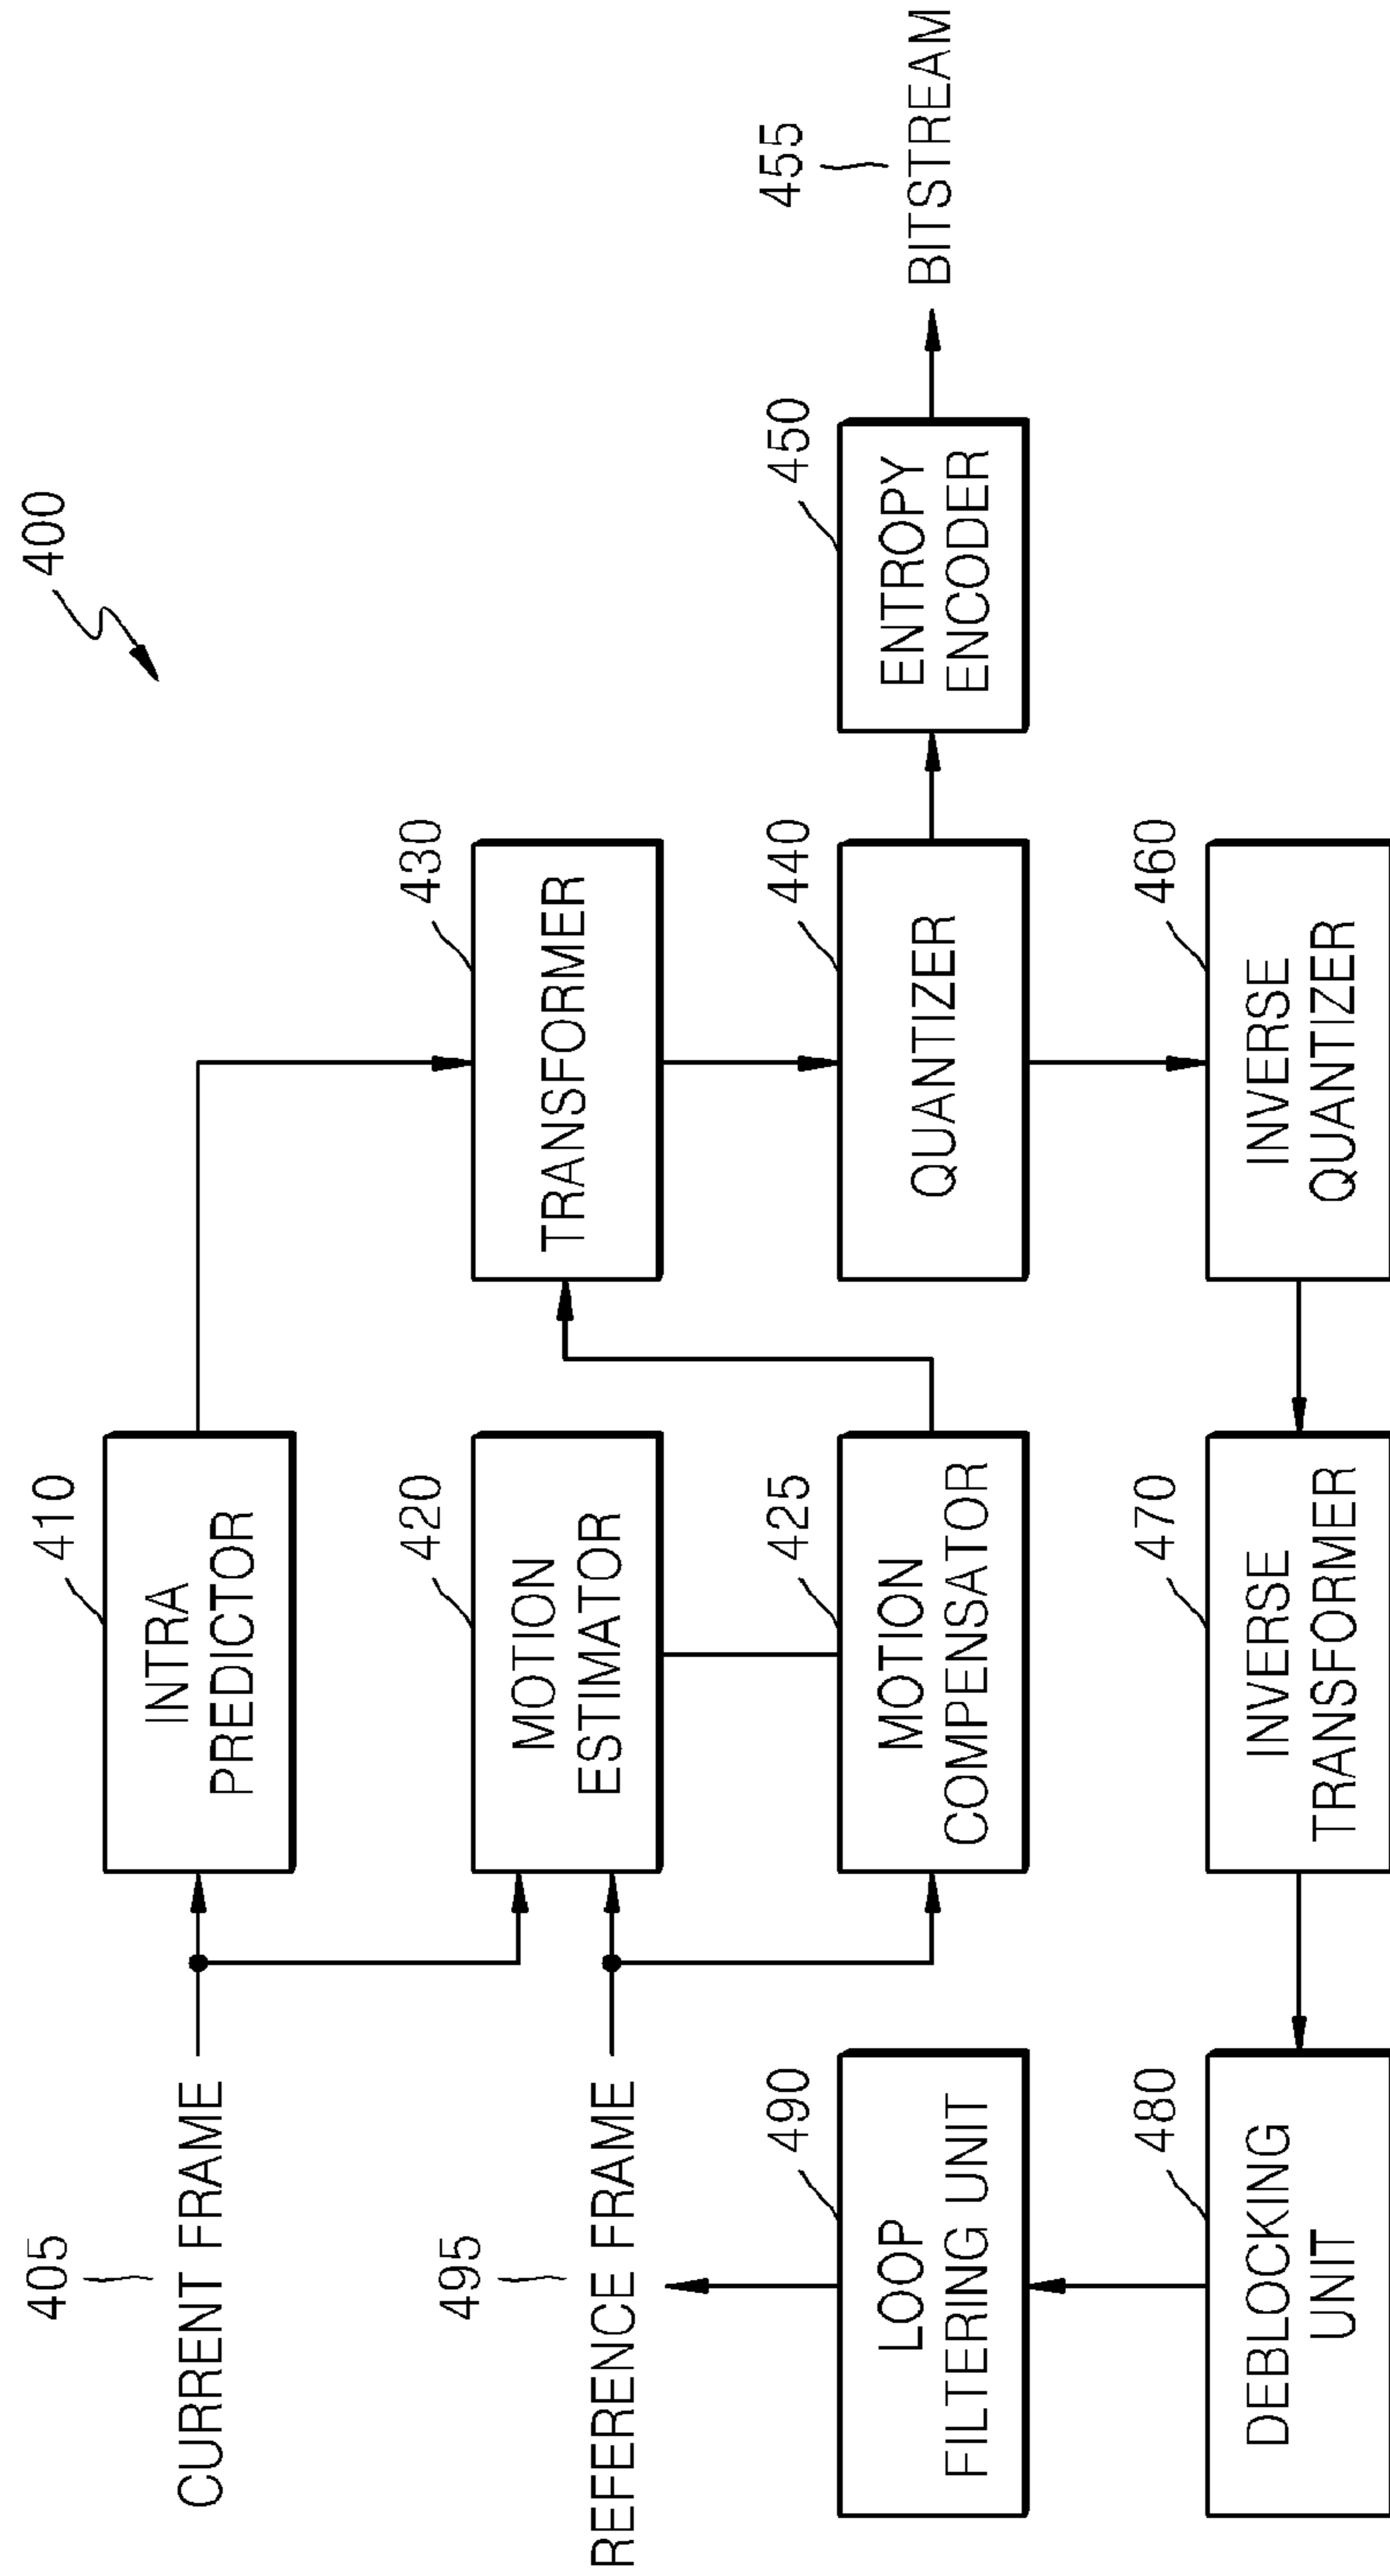 400
405
CURRENT FRAME
410
INTRA
PREDICTOR
495
REFERENCE FRAME
420
MOTION
ESTIMATOR
430
TRANSFORMER
490
LOOP
FILTERING UNIT
425
MOTION
COMPENSATOR
440
QUANTIZER
450
ENTROPY
ENCODER
455
BITSTREAM
480
DEBLOCKING
UNIT
470
INVERSE
TRANSFORMER
460
INVERSE
QUANTIZER